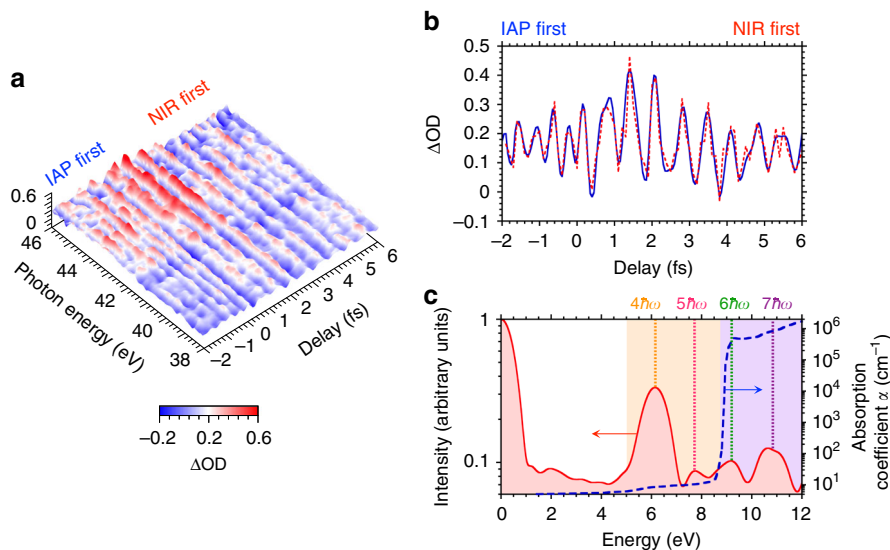 a
IAP first
NIR first
0.6
0
46
44
42
40
38
Photon energy (eV)
−2
−1
0
1
2
3
4
5
6
Delay (fs)
−0.2
0.2
0.6
ΔOD
b
IAP first
NIR first
0.5
0.4
0.3
0.2
0.1
0
−0.1
ΔOD
−2
−1
0
1
2
3
4
5
6
Delay (fs)
c
4ℏω
5ℏω
6ℏω
7ℏω
1
0.3
0.1
Intensity (arbitrary units)
10⁶
10⁵
10⁴
10³
10²
10¹
Absorption
coefficient α (cm⁻¹)
0
2
4
6
8
10
12
Energy (eV)